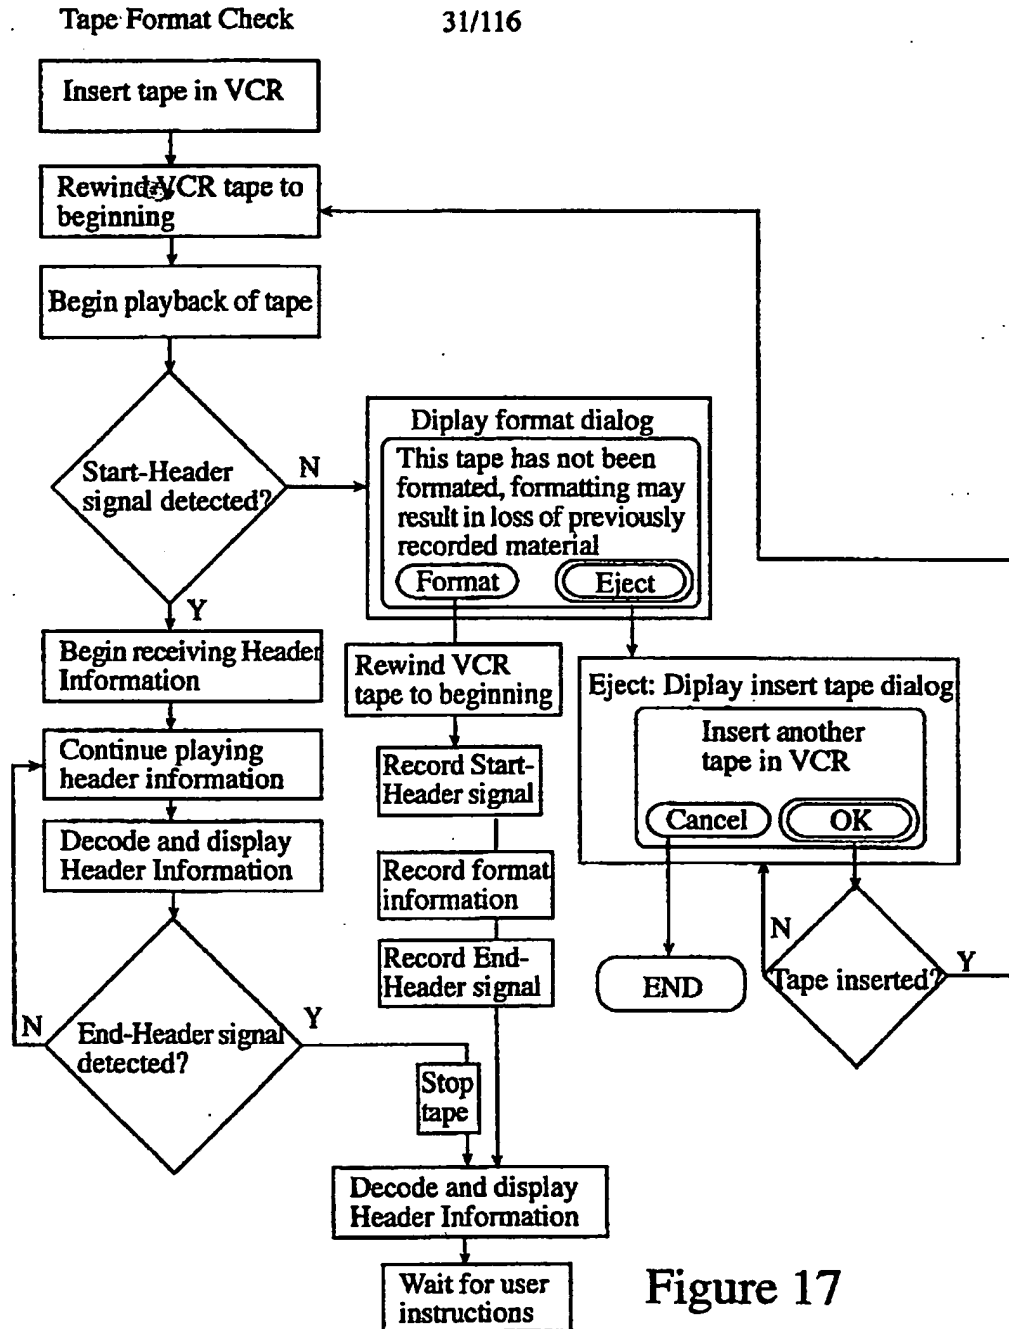 Tape Format Check
31/116
Insert tape in VCR
Rewind VCR tape to
beginning
Begin playback of tape
Start-Header
signal detected?
N
Y
Diplay format dialog
This tape has not been
formated, formatting may
result in loss of previously
recorded material
Format
Eject
Begin receiving Header
Information
Continue playing
header information
Decode and display
Header Information
End-Header signal
detected?
N
Y
Rewind VCR
tape to beginning
Record Start-
Header signal
Record format
information
Record End-
Header signal
Stop
tape
Eject: Diplay insert tape dialog
Insert another
tape in VCR
Cancel
OK
END
N
Tape inserted?
Y
Decode and display
Header Information
Wait for user
instructions
Figure 17